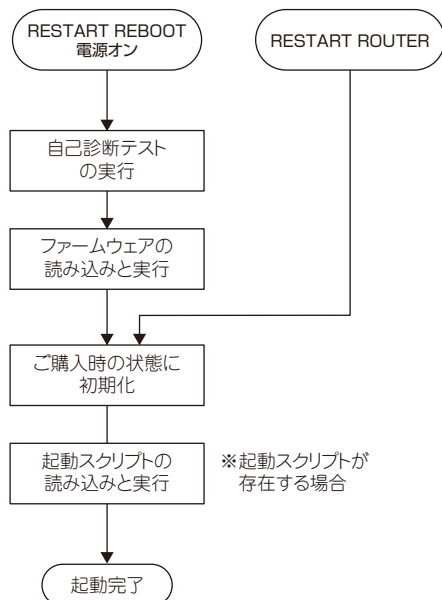 RESTART REBOOT
電源オン
RESTART ROUTER
自己診断テスト
の実行
ファームウェアの
読み込みと実行
ご購入時の状態に
初期化
起動スクリプトの
読み込みと実行
※起動スクリプトが
存在する場合
起動完了